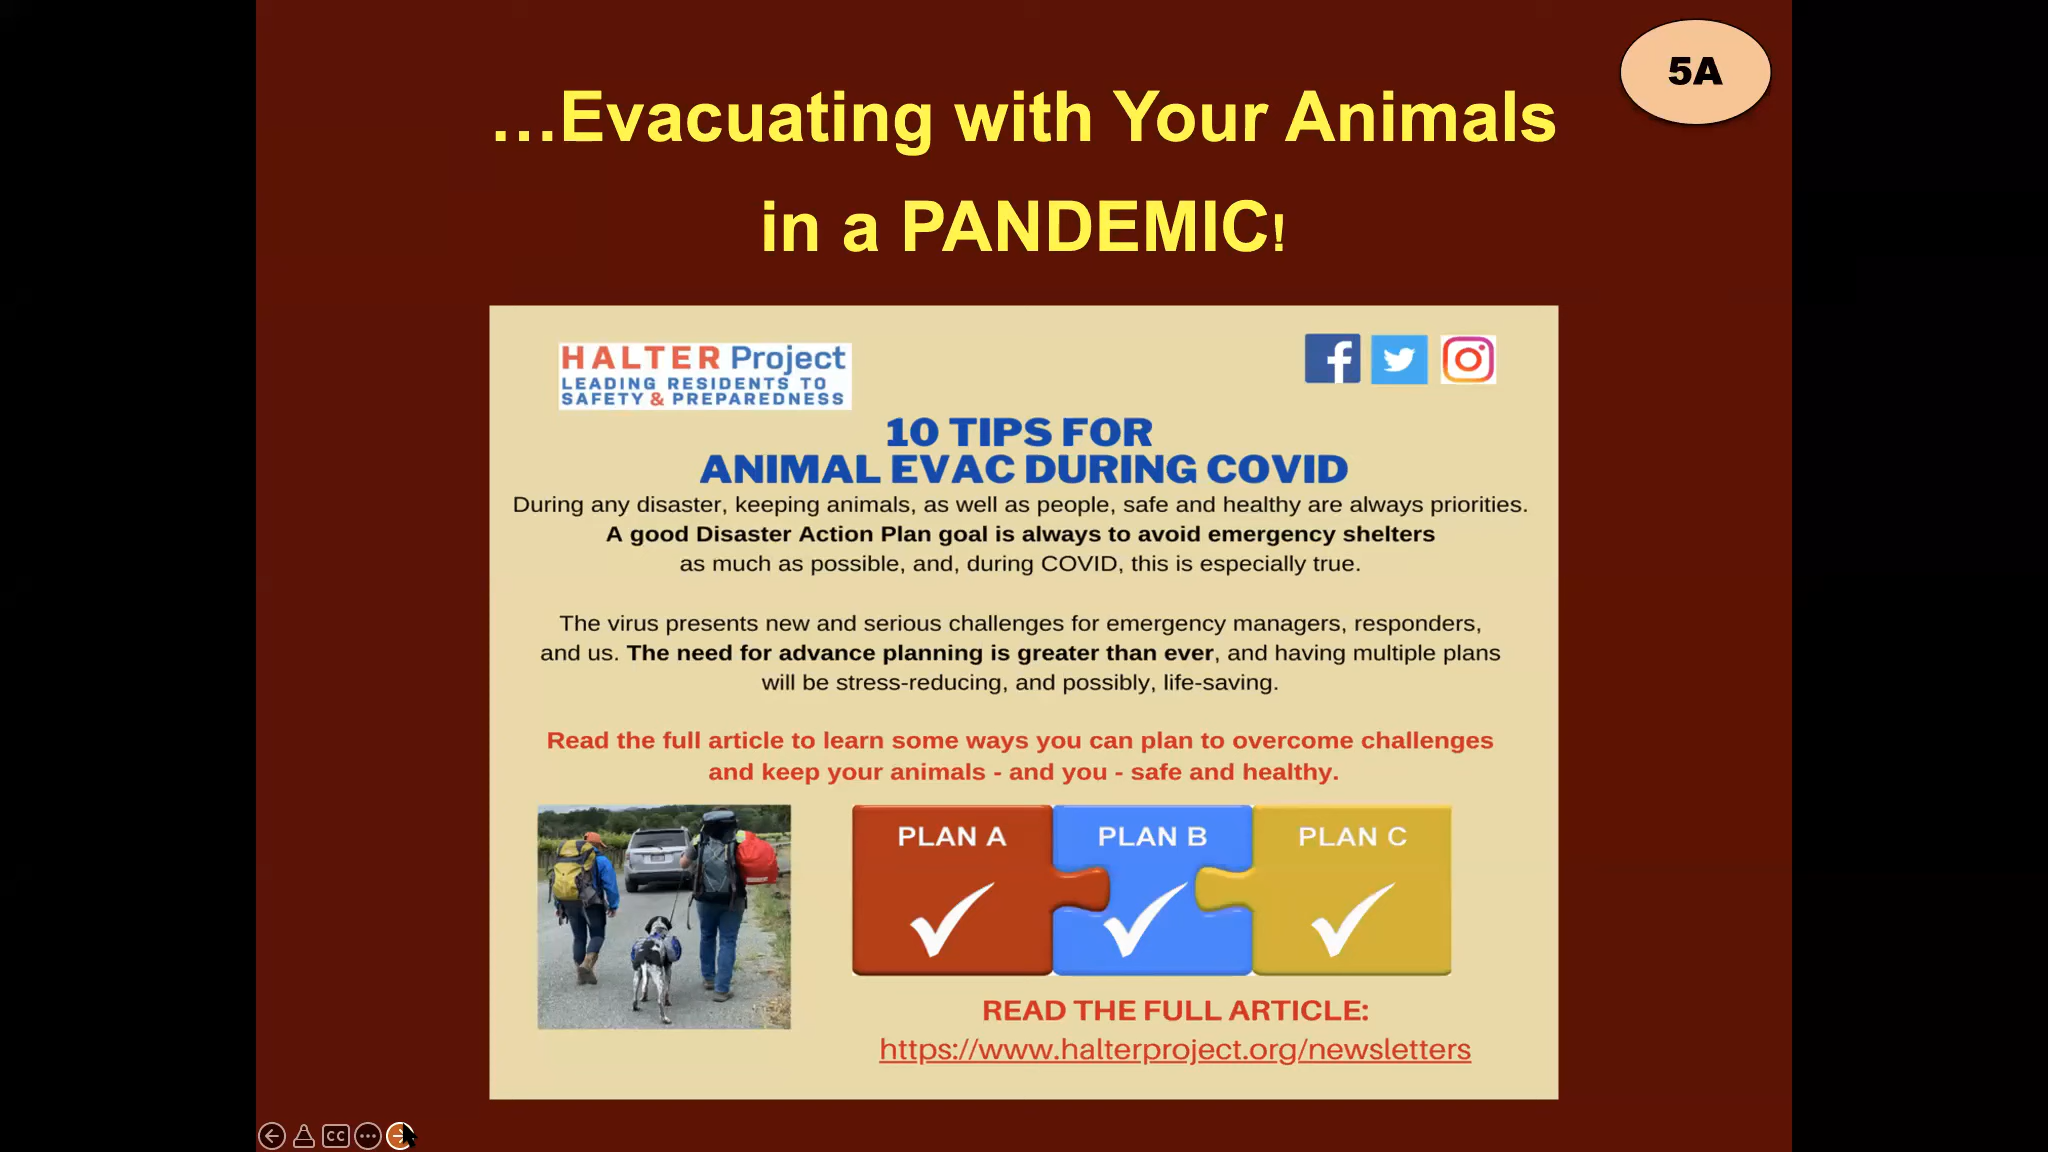 5A
…Evacuating with Your Animals
in a PANDEMIC!
HALTER Project
LEADING RESIDENTS TO
SAFETY & PREPAREDNESS
10 TIPS FOR
ANIMAL EVAC DURING COVID
During any disaster, keeping animals, as well as people, safe and healthy are always priorities.
A good Disaster Action Plan goal is always to avoid emergency shelters
as much as possible, and, during COVID, this is especially true.
The virus presents new and serious challenges for emergency managers, responders,
and us. The need for advance planning is greater than ever, and having multiple plans
will be stress-reducing, and possibly, life-saving.
Read the full article to learn some ways you can plan to overcome challenges
and keep your animals - and you - safe and healthy.
PLAN A
PLAN B
PLAN C
READ THE FULL ARTICLE:
https://www.halterproject.org/newsletters
CC